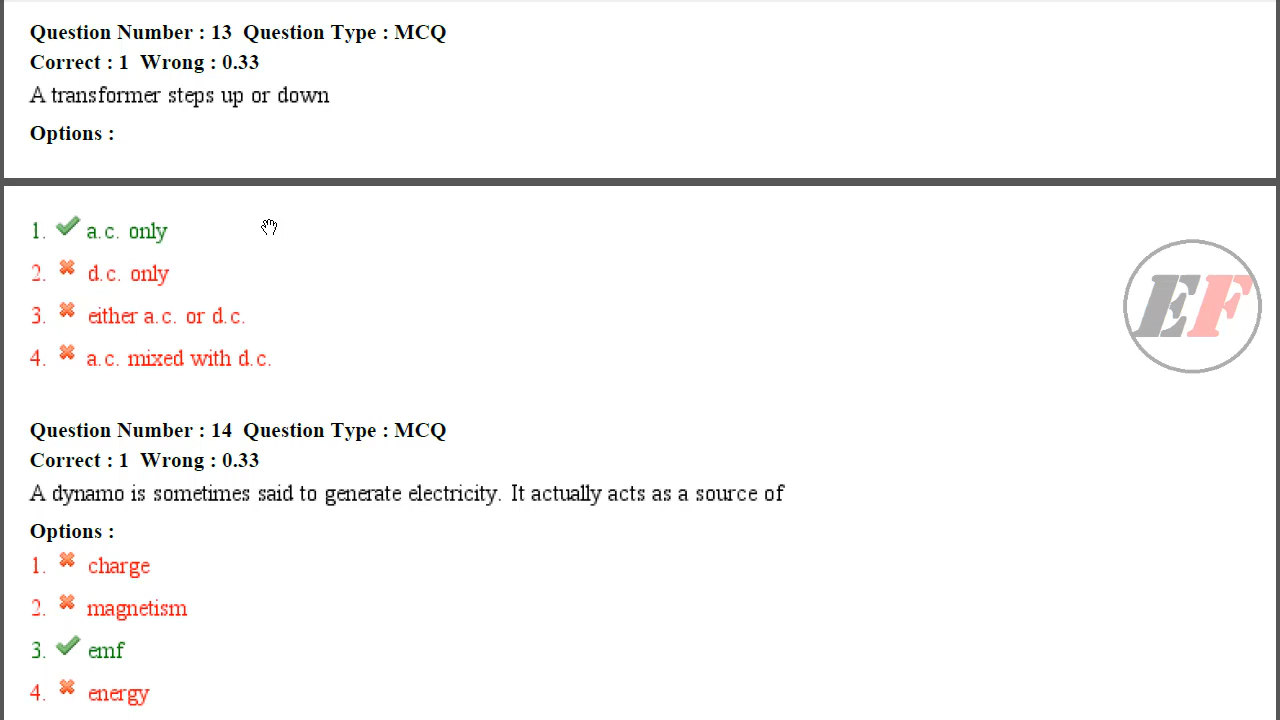 Question Number : 13 Question Type : MCQ
Correct : 1 Wrong : 0.33
A transformer steps up or down
Options :
1. a.c. only
2. d.c. only
3. either a.c. or d.c.
4. a.c. mixed with d.c.
EF
Question Number : 14 Question Type : MCQ
Correct : 1 Wrong : 0.33
A dynamo is sometimes said to generate electricity. It actually acts as a source of
Options :
1. charge
2. magnetism
3. emf
4. energy